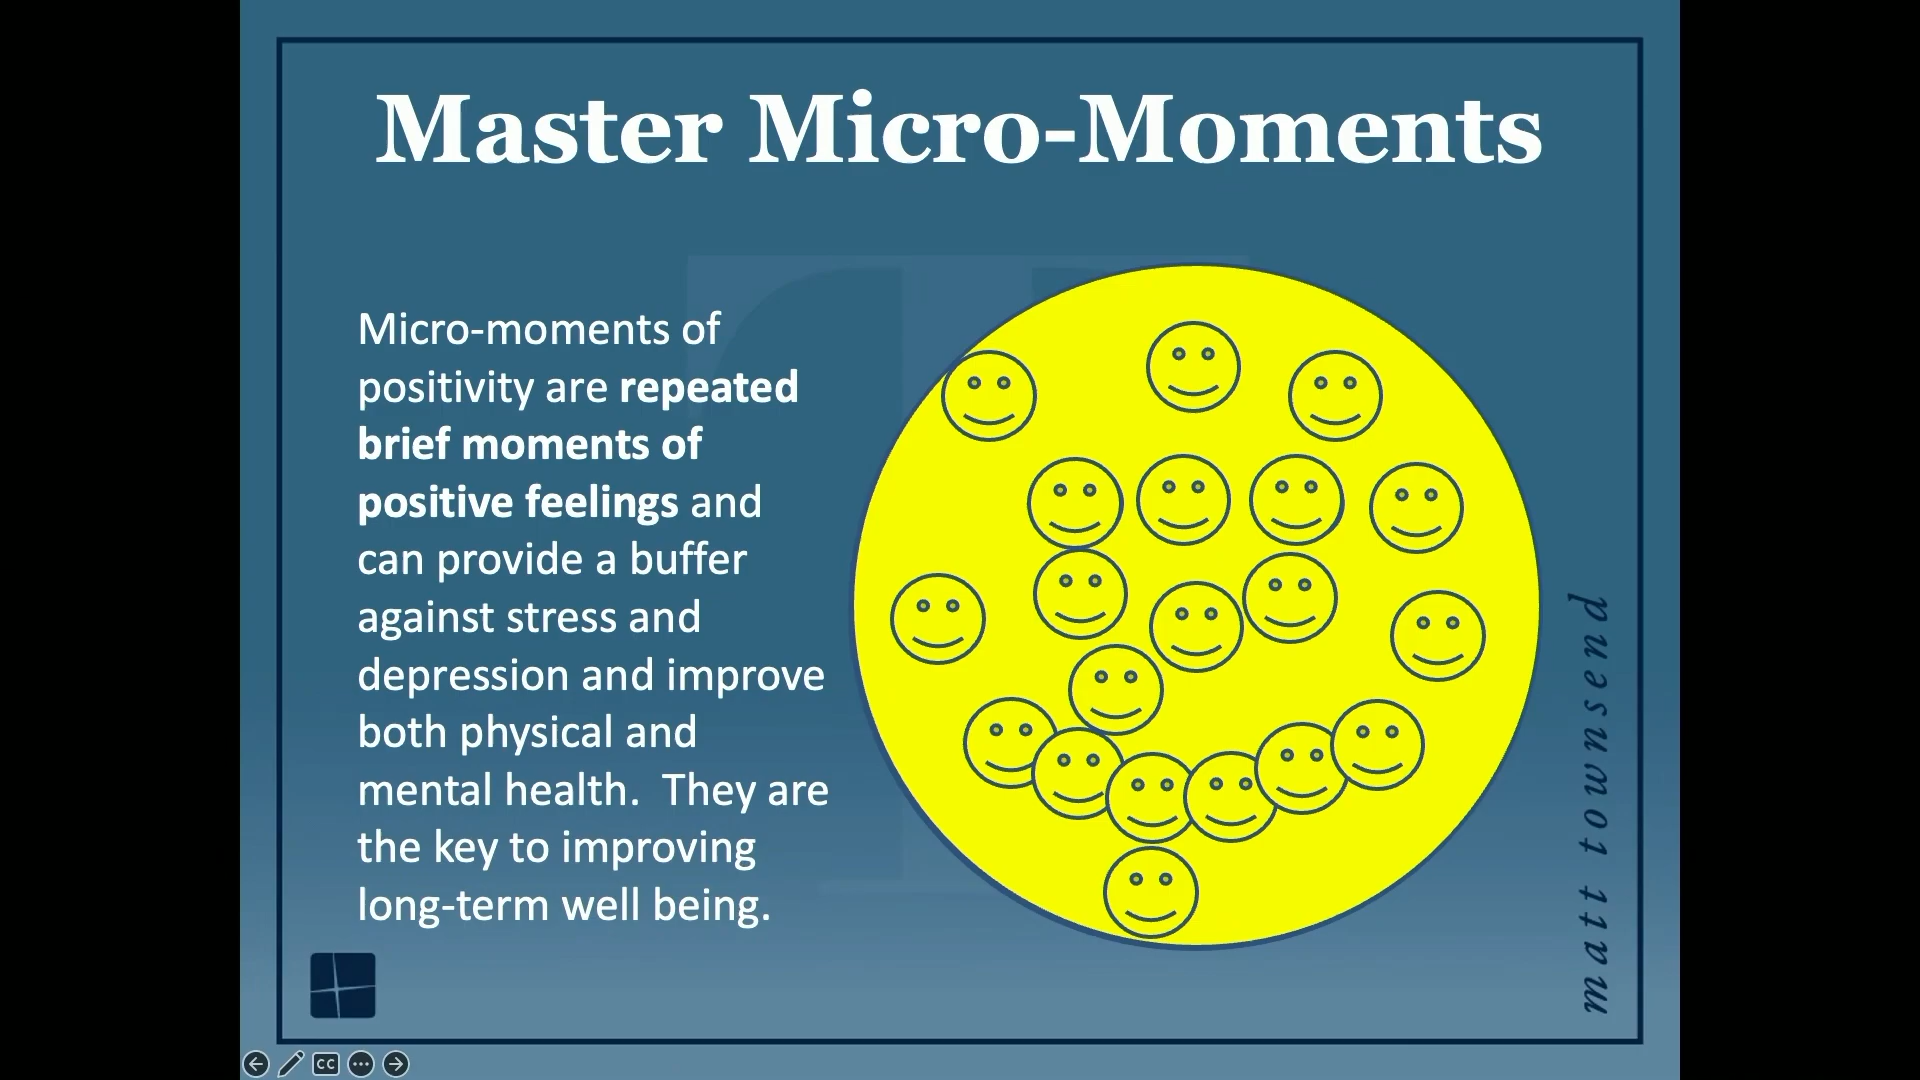 Master Micro-Moments
Micro-moments of
positivity are repeated
brief moments of
positive feelings and
can provide a buffer
against stress and
depression and improve
both physical and
mental health.  They are
the key to improving
long-term well being.
matt townsend
CC